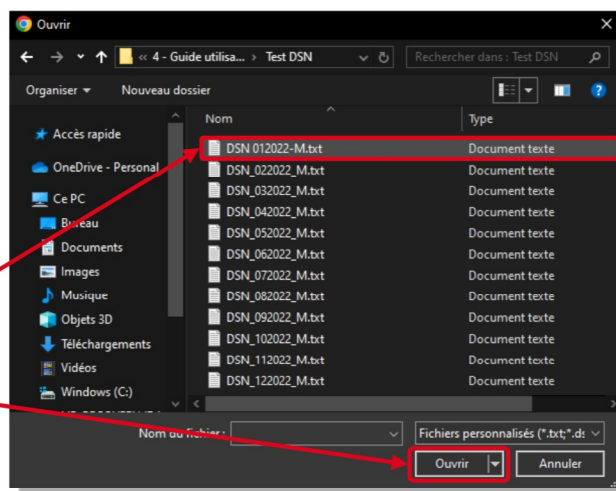 Ouvrir
« 4 - Guide utilisa... › Test DSN
Rechercher dans : Test DSN
Organiser
Nouveau dossier
Nom
Type
Accès rapide
OneDrive - Personal
Ce PC
Bureau
Documents
Images
Musique
Objets 3D
Téléchargements
Vidéos
Windows (C:)
DSN 012022-M.txt Document texte
DSN_022022_M.txt Document texte
DSN_032022_M.txt Document texte
DSN_042022_M.txt Document texte
DSN_052022_M.txt Document texte
DSN_062022_M.txt Document texte
DSN_072022_M.txt Document texte
DSN_082022_M.txt Document texte
DSN_092022_M.txt Document texte
DSN_102022_M.txt Document texte
DSN_112022_M.txt Document texte
DSN_122022_M.txt Document texte
Nom du fichier :
Fichiers personnalisés (*.txt;*.ds
Ouvrir
Annuler